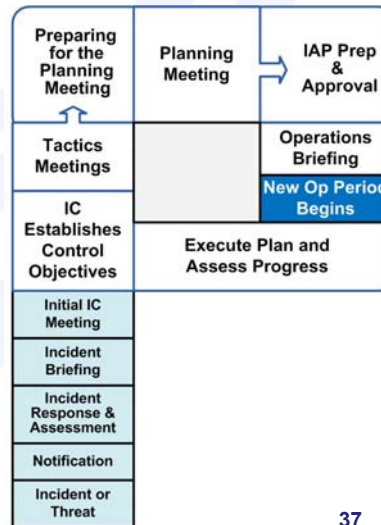 Preparing
for the
Planning
Meeting
Planning
Meeting
IAP Prep
&
Approval
Tactics
Meetings
Operations
Briefing
New Op Period
Begins
IC
Establishes
Control
Objectives
Execute Plan and
Assess Progress
Initial IC
Meeting
Incident
Briefing
Incident
Response &
Assessment
Notification
Incident or
Threat
37